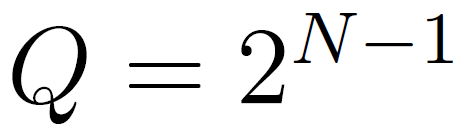 Q = 2^{N-1}